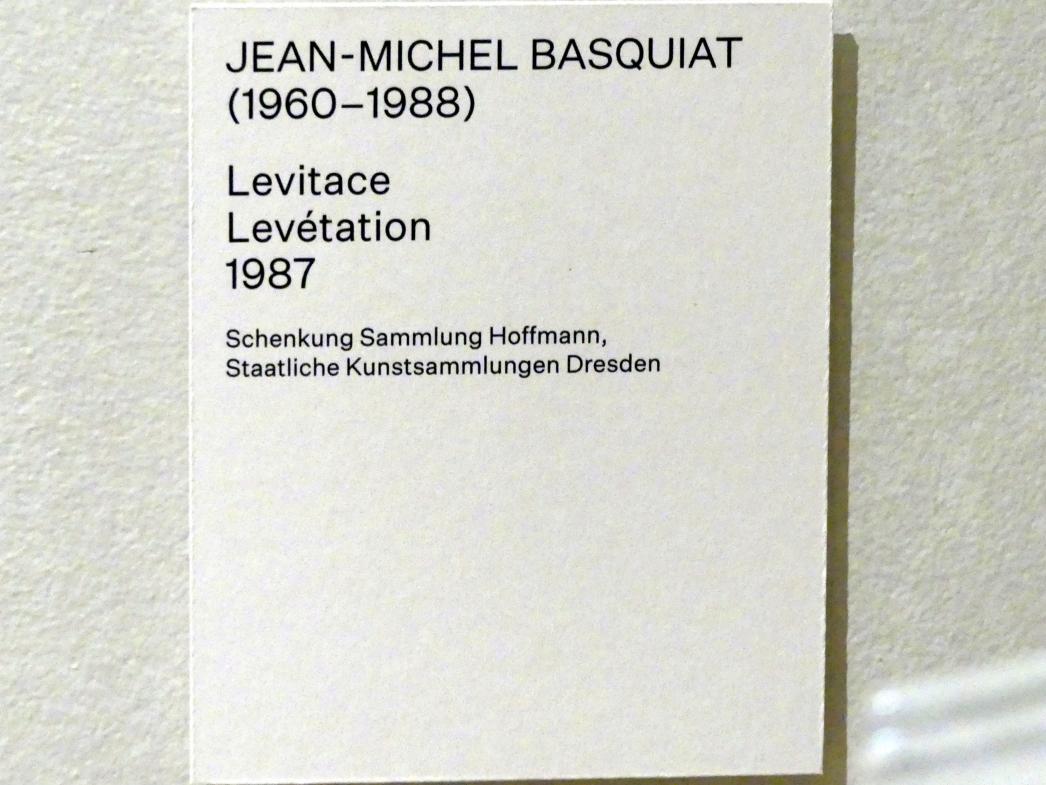 JEAN-MICHEL BASQUIAT
(1960–1988)
Levitace
Levétation
1987
Schenkung Sammlung Hoffmann,
Staatliche Kunstsammlungen Dresden